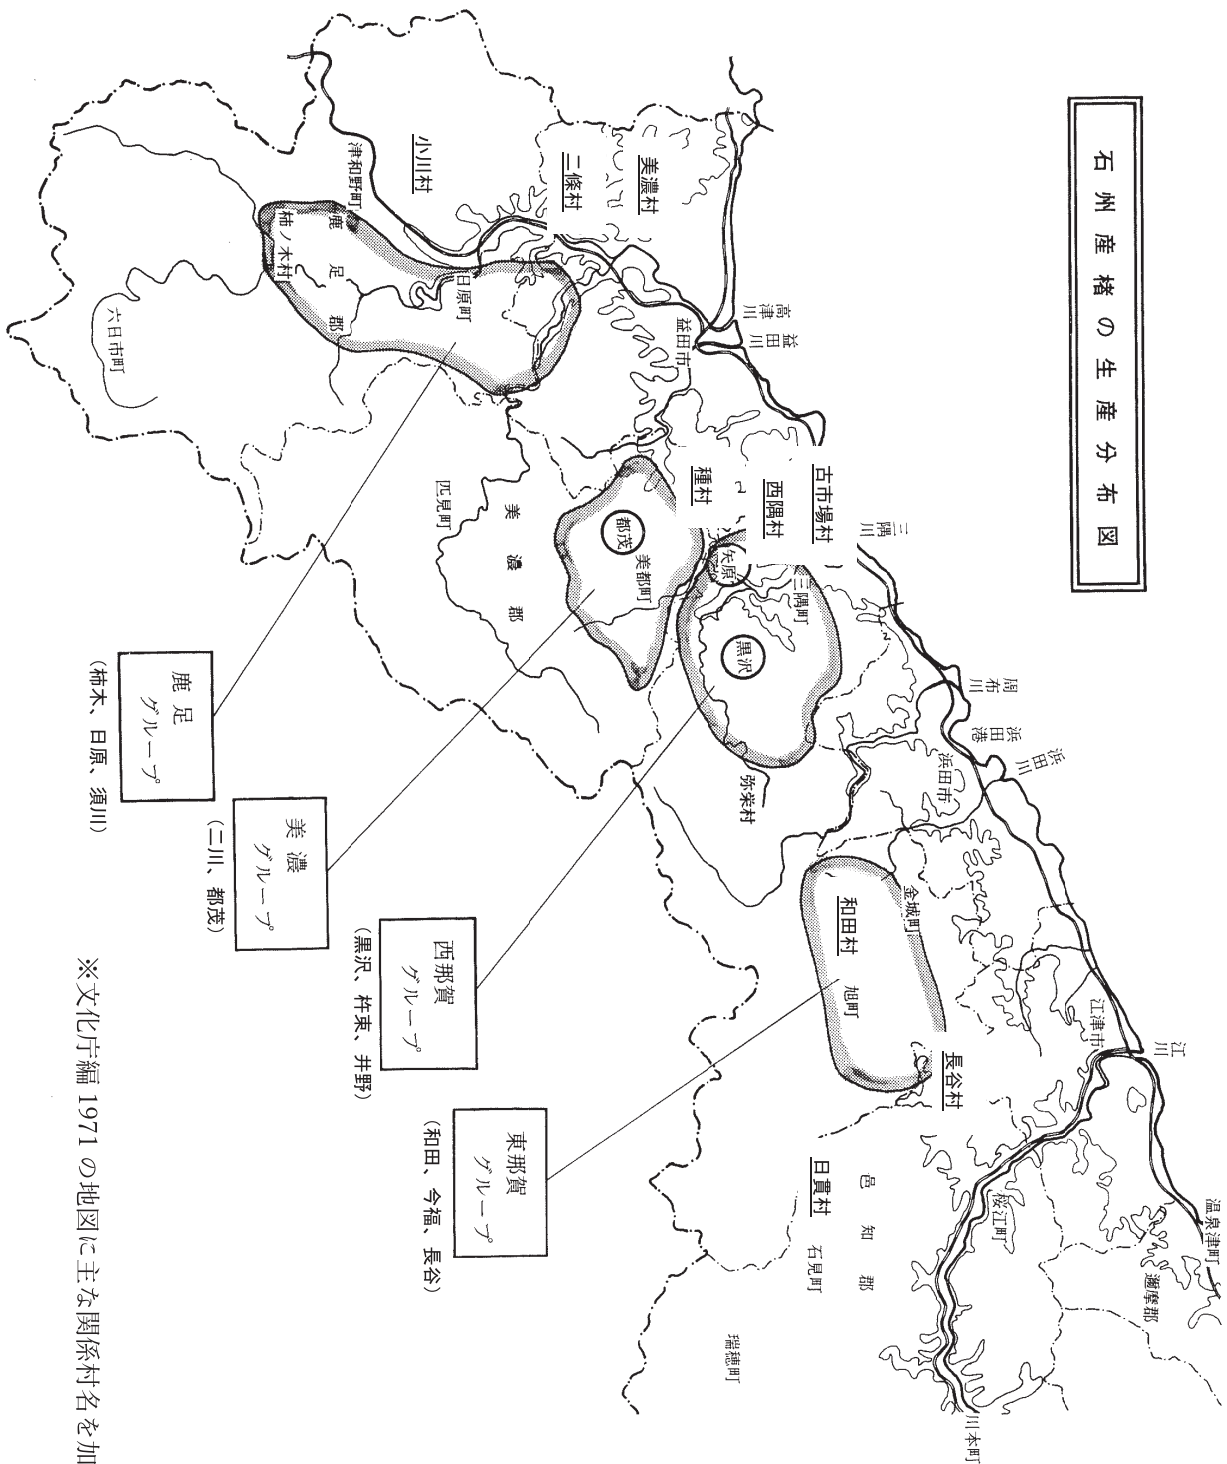 石州産楮の生産分布図
温泉津町
邇摩郡
江川
江津市
桜江町
川本町
浜田川
浜田港
周布川
浜田市
三隅川
金城町
和田村
旭町
長谷村
邑知郡
日貫村
石見町
瑞穂町
古市場村
西隅村
種村
三隅町
矢原
黒沢
弥栄村
都茂
美都町
美濃郡
匹見町
高津川
益田川
益田市
美濃村
二條村
小川村
津和野町
鹿足郡
柿ノ木村
日原町
六日市町
東那賀
グループ
(和田、今福、長谷)
西那賀
グループ
(黒沢、杵束、井野)
美濃
グループ
(二川、都茂)
鹿足
グループ
(柿木、日原、須川)
※文化庁編 1971 の地図に主な関係村名を加